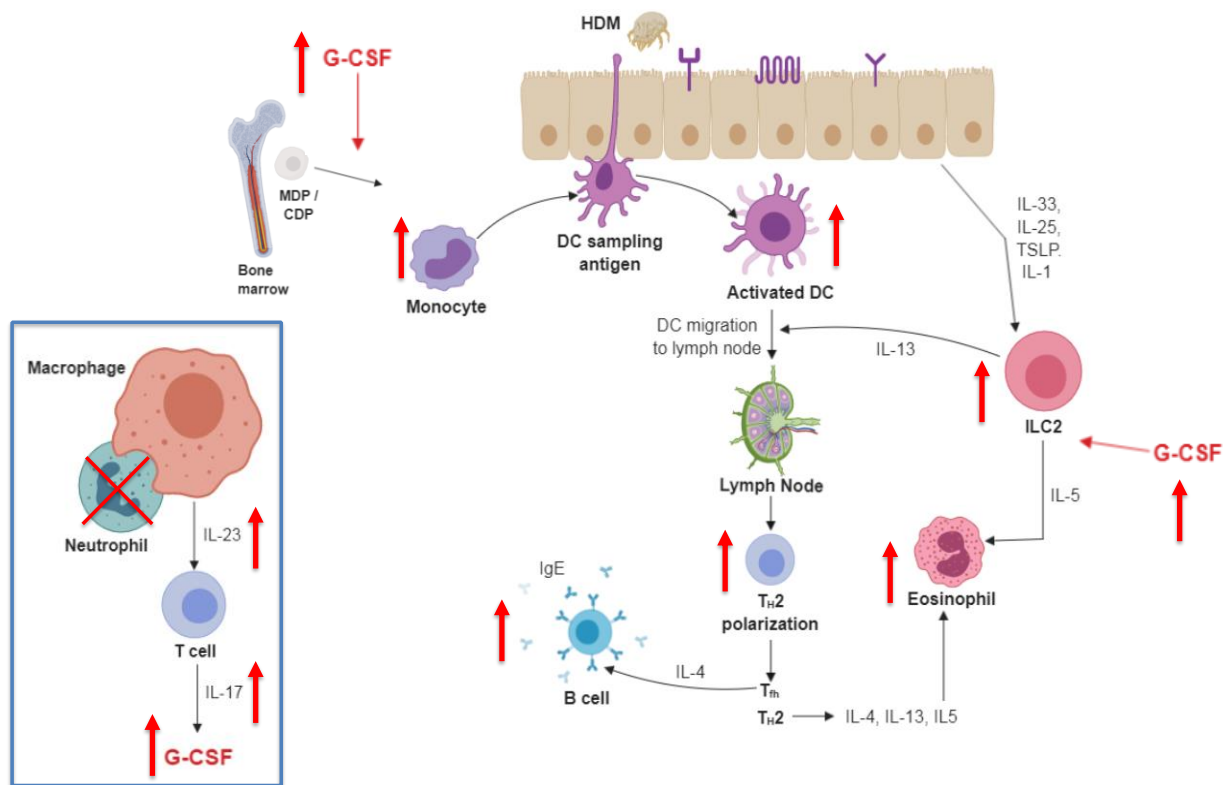 HDM
G-CSF
MDP /
CDP
Bone
marrow
Monocyte
DC sampling
antigen
Activated DC
IL-33,
IL-25,
TSLP.
IL-1
DC migration
to lymph node
IL-13
ILC2
G-CSF
IL-5
Lymph Node
Eosinophil
TH2
polarization
IgE
B cell
IL-4
Tfh
TH2
IL-4, IL-13, IL5
Macrophage
Neutrophil
IL-23
T cell
IL-17
G-CSF